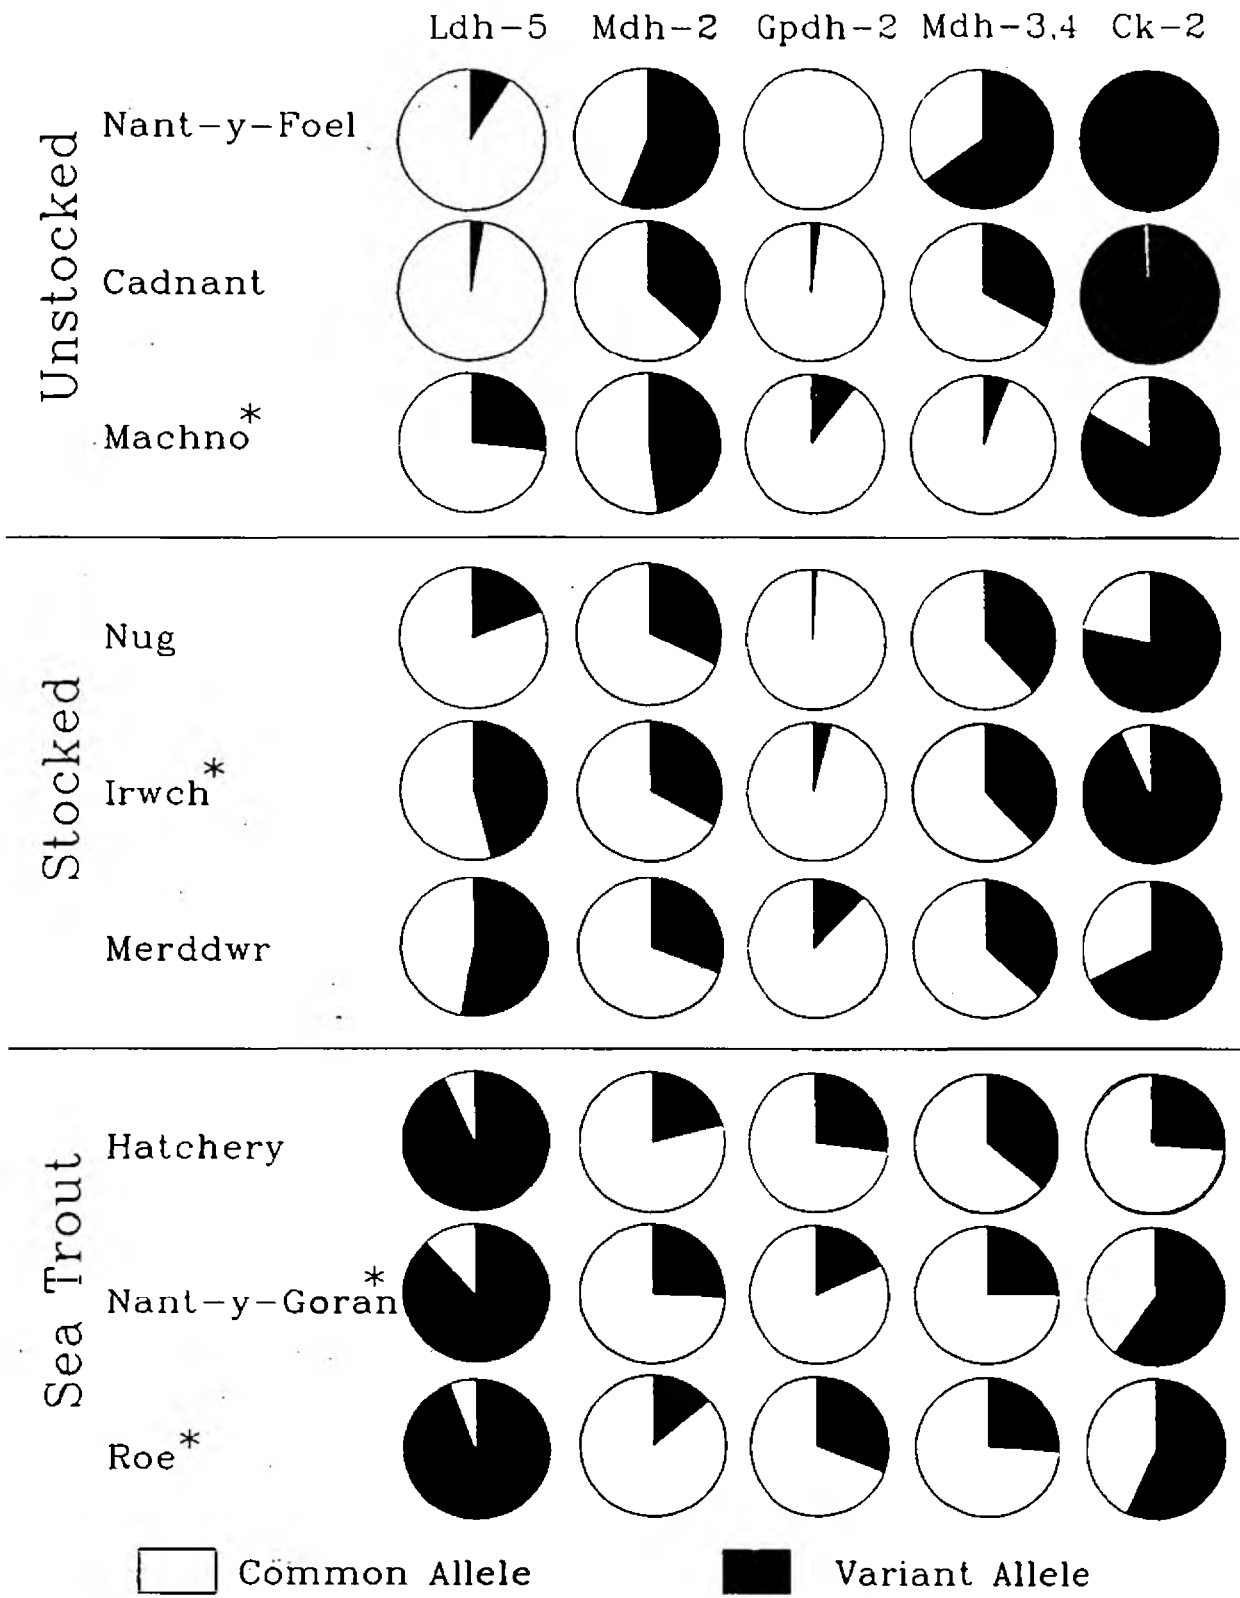 Ldh-5 Mdh-2 Gpdh-2 Mdh-3,4 Ck-2
Unstocked
Nant-y-Foel
Cadnant
Machno*
Stocked
Nug
Irwch*
Merddwr
Sea Trout
Hatchery
Nant-y-Goran*
Roe*
Common Allele
Variant Allele